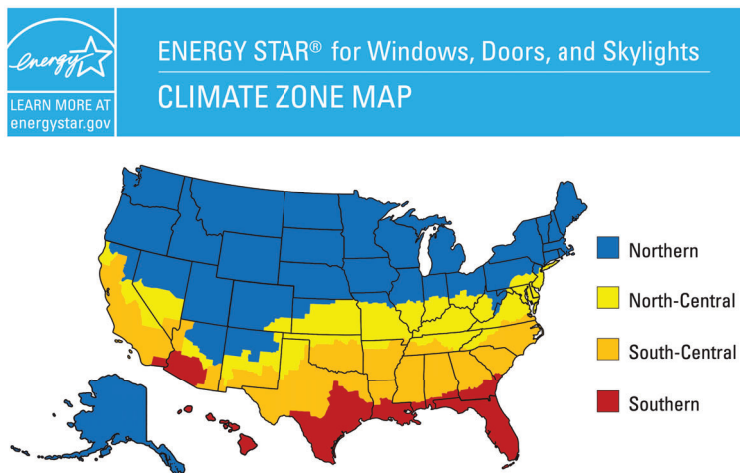 energy
LEARN MORE AT
energystar.gov
ENERGY STAR® for Windows, Doors, and Skylights
CLIMATE ZONE MAP
Northern
North-Central
South-Central
Southern